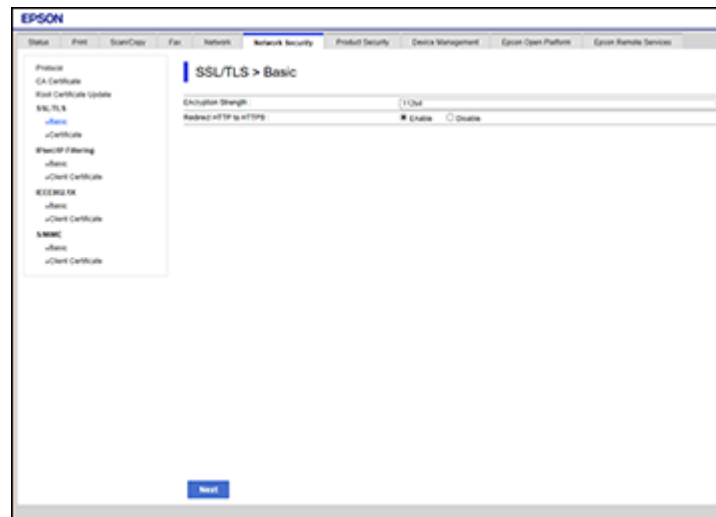 EPSON
Status Print Scan/Copy Fax Network Network Security Product Security Device Management Epson Open Platform Epson Remote Services
Protocol
CA Certificate
Root Certificate Update
SSL/TLS
»Basic
»Certificate
IPsec/IP Filtering
»Basic
»Client Certificate
IEEE802.1X
»Basic
»Client Certificate
S/MIME
»Basic
»Client Certificate
SSL/TLS > Basic
Encryption Strength :
Redirect HTTP to HTTPS : Enable Disable
Next